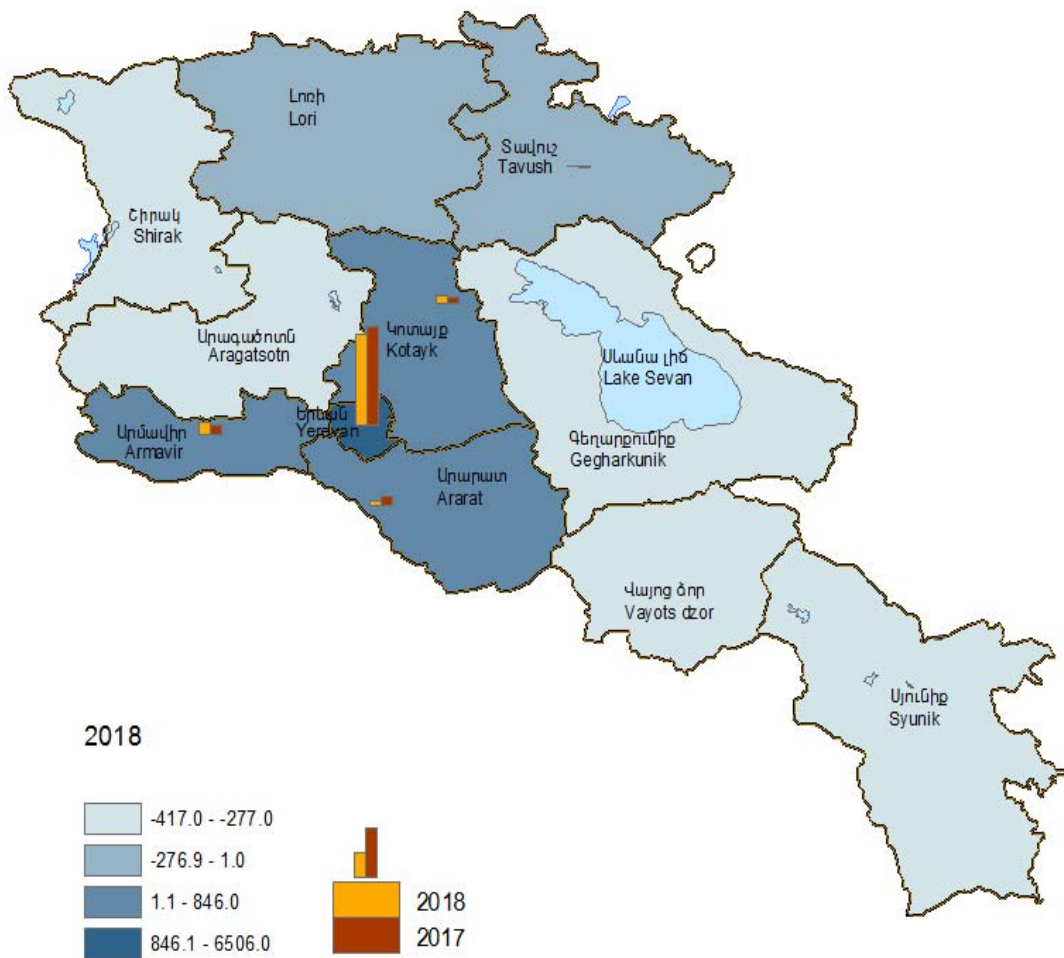 Լոռի
Lori
Տավուշ
Tavush
Շիրակ
Shirak
Արագածոտն
Aragatsotn
Կոտայք
Kotayk
Սևանա լիճ
Lake Sevan
Արմավիր
Armavir
Երևան
Yerevan
Գեղարքունիք
Gegharkunik
Արարատ
Ararat
Վայոց ձոր
Vayots dzor
Սյունիք
Syunik
2018
-417.0 - -277.0
-276.9 - 1.0
1.1 - 846.0
846.1 - 6506.0
2018
2017